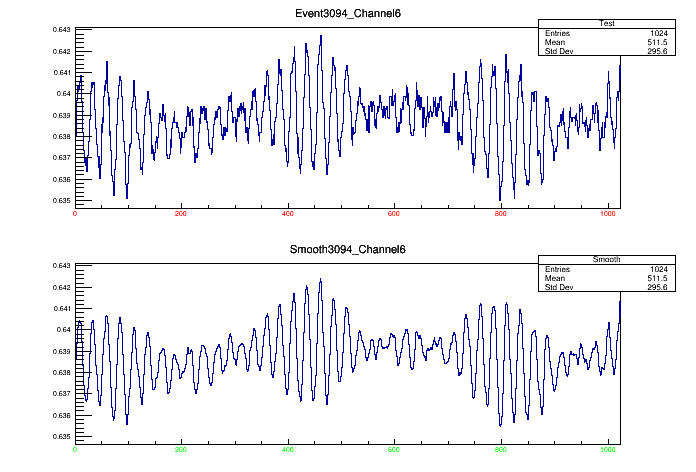 Event3094_Channel6
Test
Entries 1024
Mean 511.5
Std Dev 295.6
0.643
0.642
0.641
0.64
0.639
0.638
0.637
0.636
0.635
0 200 400 600 800 1000
Smooth3094_Channel6
Smooth
Entries 1024
Mean 511.5
Std Dev 295.6
0.643
0.642
0.641
0.64
0.639
0.638
0.637
0.636
0.635
0 200 400 600 800 1000